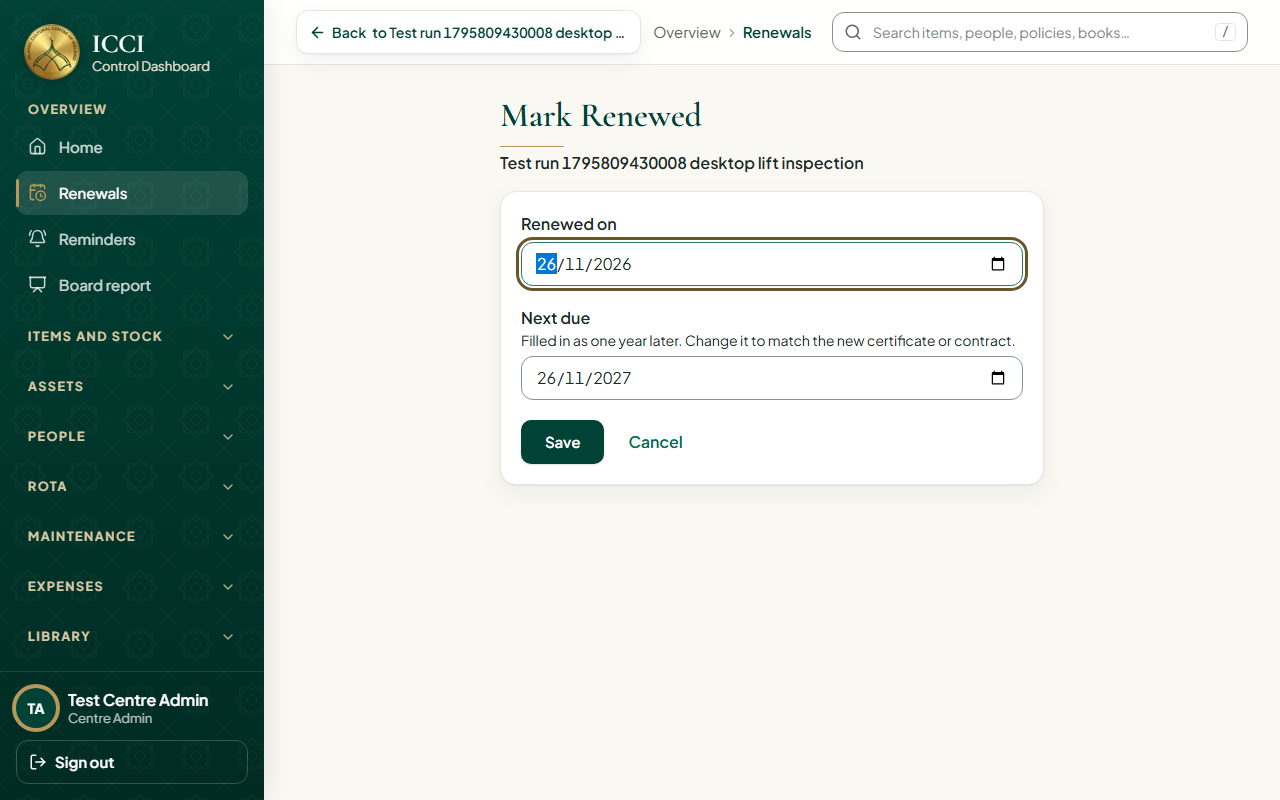 ICCI
Control Dashboard
OVERVIEW
Home
Renewals
Reminders
Board report
ITEMS AND STOCK
ASSETS
PEOPLE
ROTA
MAINTENANCE
EXPENSES
LIBRARY
TA
Test Centre Admin
Centre Admin
Sign out
Back to Test run 1795809430008 desktop ...
Overview > Renewals
Search items, people, policies, books...
/
Mark Renewed
Test run 1795809430008 desktop lift inspection
Renewed on
26/11/2026
Next due
Filled in as one year later. Change it to match the new certificate or contract.
26/11/2027
Save
Cancel